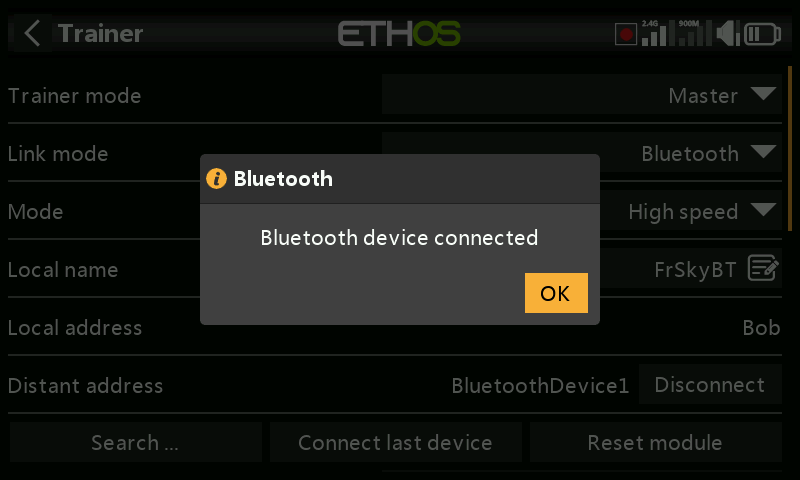 Trainer
ETHOS
2.4G
900M
Trainer mode
Master
Link mode
Bluetooth
Bluetooth
Bluetooth device connected
OK
Mode
High speed
Local name
FrSkyBT
Local address
Bob
Distant address
BluetoothDevice1
Disconnect
Search ...
Connect last device
Reset module